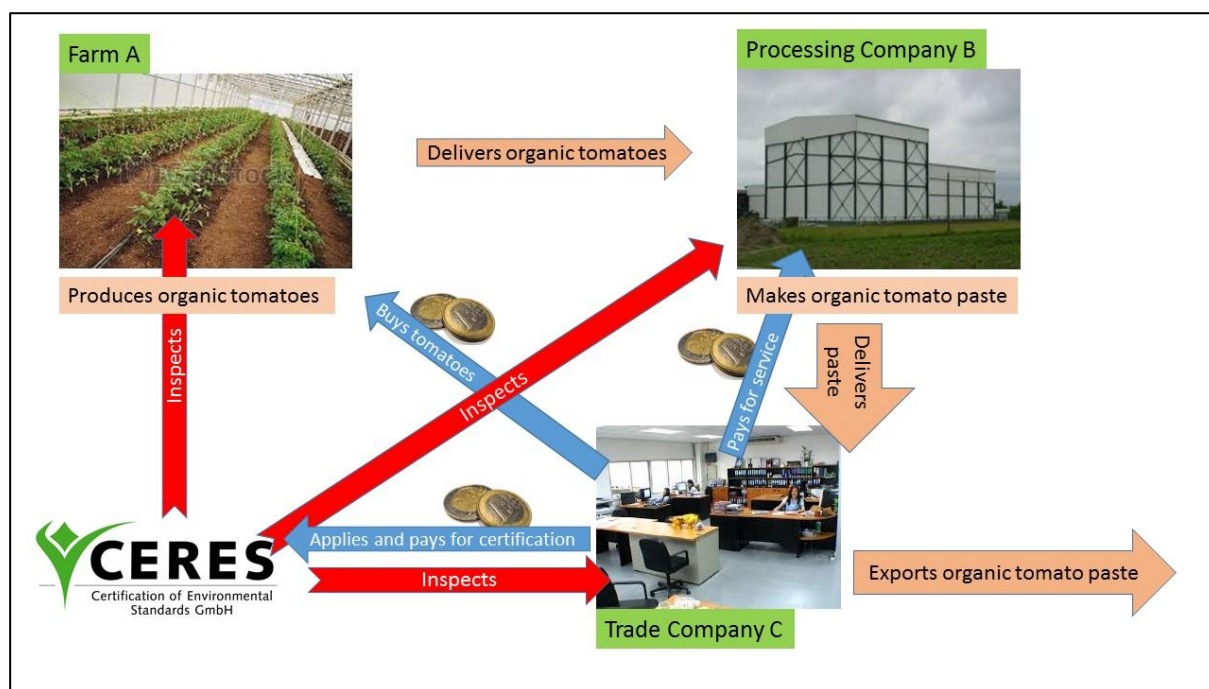 Farm A
Processing Company B
Delivers organic tomatoes
Produces organic tomatoes
Makes organic tomato paste
Inspects
Buys tomatoes
Inspects
Pays for service
Delivers
paste
Applies and pays for certification
Inspects
CERES
Certification of Environmental
Standards GmbH
Exports organic tomato paste
Trade Company C